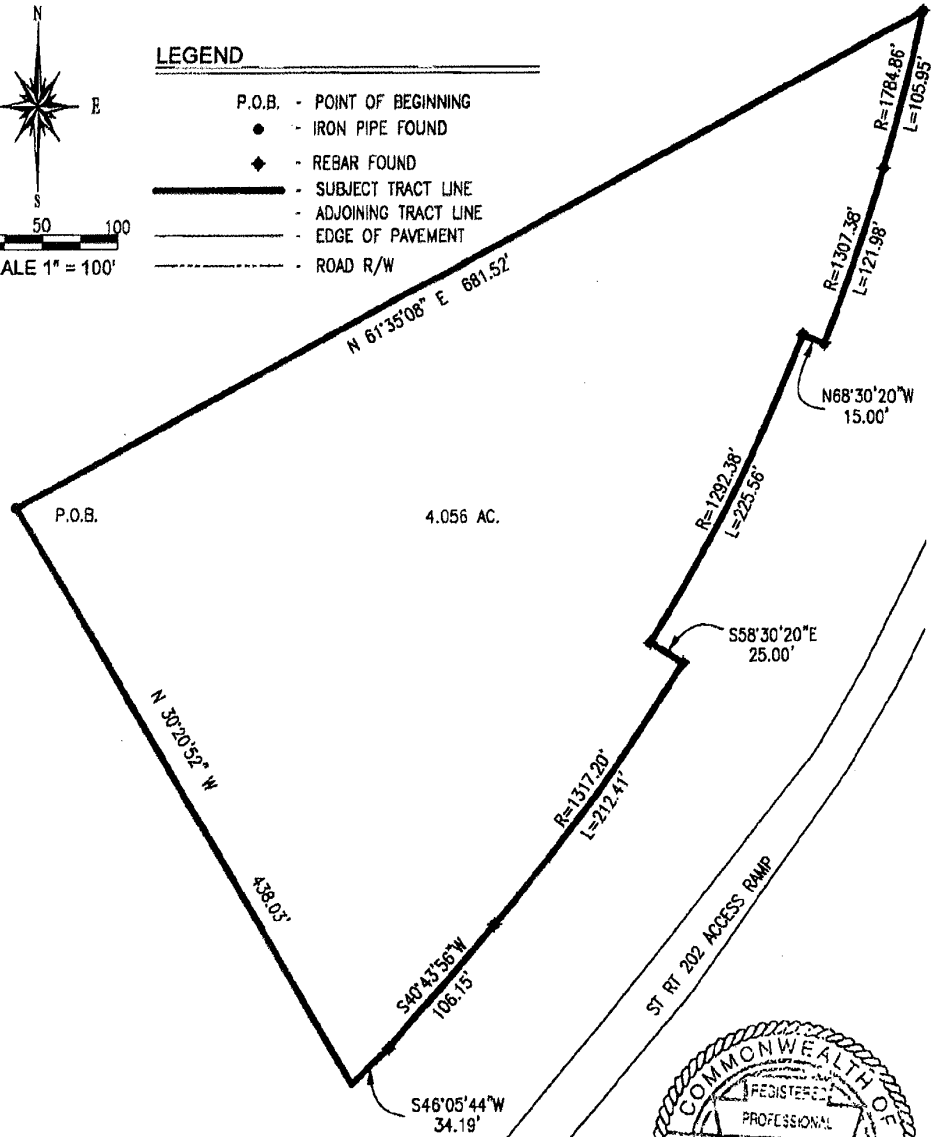 N
E
S
50 100
ALE 1" = 100'
LEGEND
P.O.B. - POINT OF BEGINNING
- IRON PIPE FOUND
- REBAR FOUND
- SUBJECT TRACT LINE
- ADJOINING TRACT LINE
- EDGE OF PAVEMENT
- ROAD R/W
N 61°35'08" E 681.52'
R=1784.86'
L=105.95'
R=1307.38'
L=121.98'
N68°30'20"W
15.00'
R=1292.38'
L=225.56'
P.O.B.
4.056 AC.
S58°30'20"E
25.00'
N 30°20'52" W
438.03'
R=1317.20'
L=212.41'
S40°43'56"W
106.15'
ST RT 202 ACCESS RAMP
S46°05'44"W
34.19'
COMMONWEALTH OF
REGISTERED
PROFESSIONAL